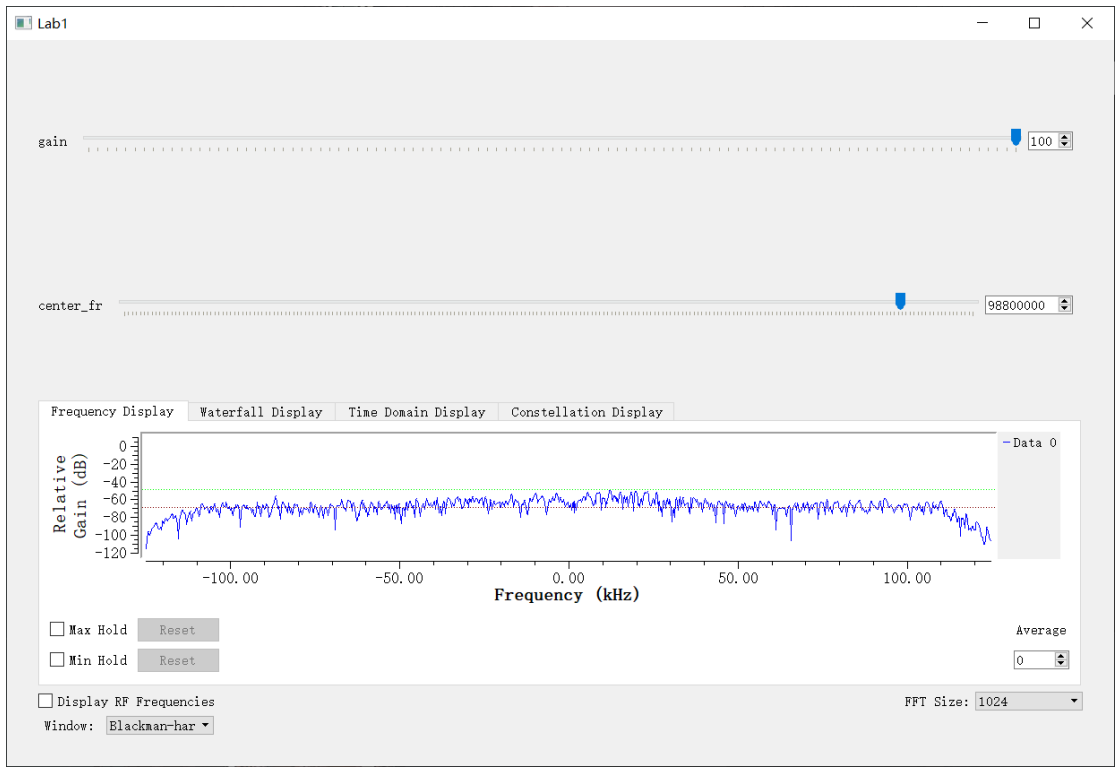 Lab1
gain 100
center_fr 98800000
Frequency Display Waterfall Display Time Domain Display Constellation Display
Relative Gain (dB)
0
-20
-40
-60
-80
-100
-120
Data 0
-100.00 -50.00 0.00 50.00 100.00
Frequency (kHz)
Max Hold Reset Average
Min Hold Reset 0
Display RF Frequencies FFT Size: 1024
Window: Blackman-har